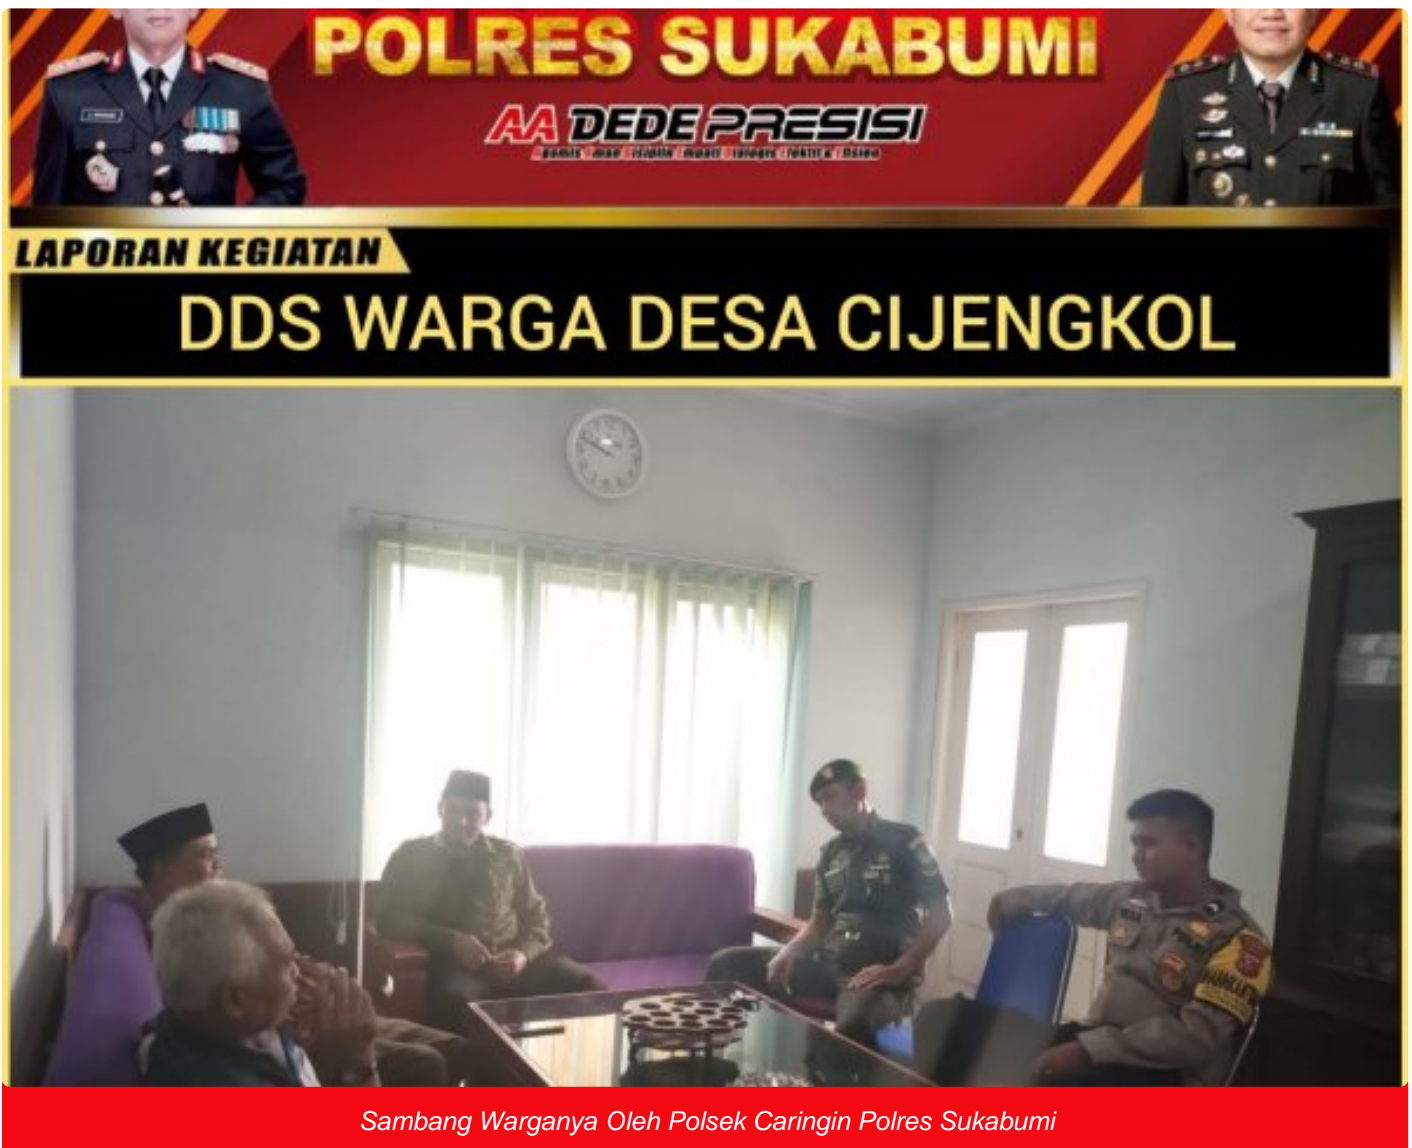 POLRES SUKABUMI
AA DEDE PRESISI
LAPORAN KEGIATAN
DDS WARGA DESA CIJENGKOL
Sambang Warganya Oleh Polsek Caringin Polres Sukabumi